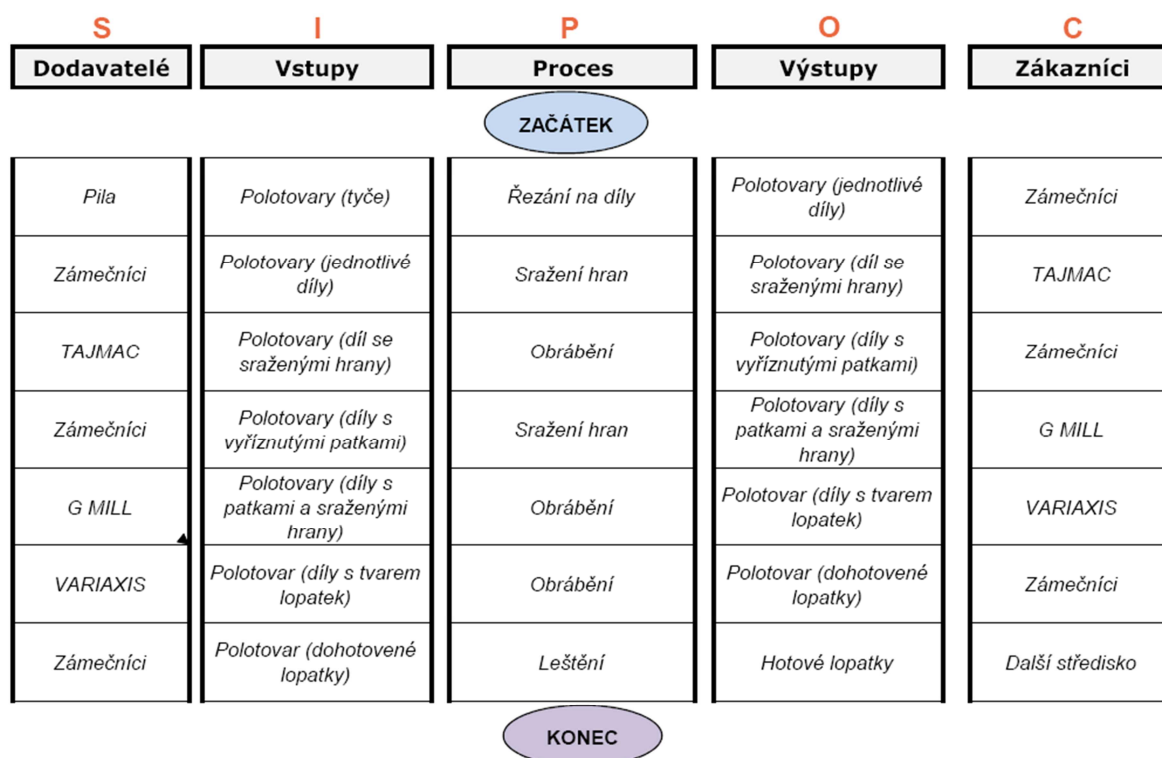 S I P O C
Dodavatelé Vstupy Proces Výstupy Zákazníci
ZAČÁTEK
Pila
Polotovary (tyče)
Řezání na díly
Polotovary (jednotlivé
díly)
Zámečníci
Zámečníci
Polotovary (jednotlivé
díly)
Sražení hran
Polotovary (díl se
sraženými hrany)
TAJMAC
TAJMAC
Polotovary (díl se
sraženými hrany)
Obrábění
Polotovary (díly s
vyříznutými patkami)
Zámečníci
Zámečníci
Polotovary (díly s
vyříznutými patkami)
Sražení hran
Polotovary (díly s
patkami a sraženými
hrany)
G MILL
G MILL
Polotovary (díly s
patkami a sraženými
hrany)
Obrábění
Polotovar (díly s tvarem
lopatek)
VARIAXIS
VARIAXIS
Polotovar (díly s tvarem
lopatek)
Obrábění
Polotovar (dohotovené
lopatky)
Zámečníci
Zámečníci
Polotovar (dohotovené
lopatky)
Leštění
Hotové lopatky
Další středisko
KONEC